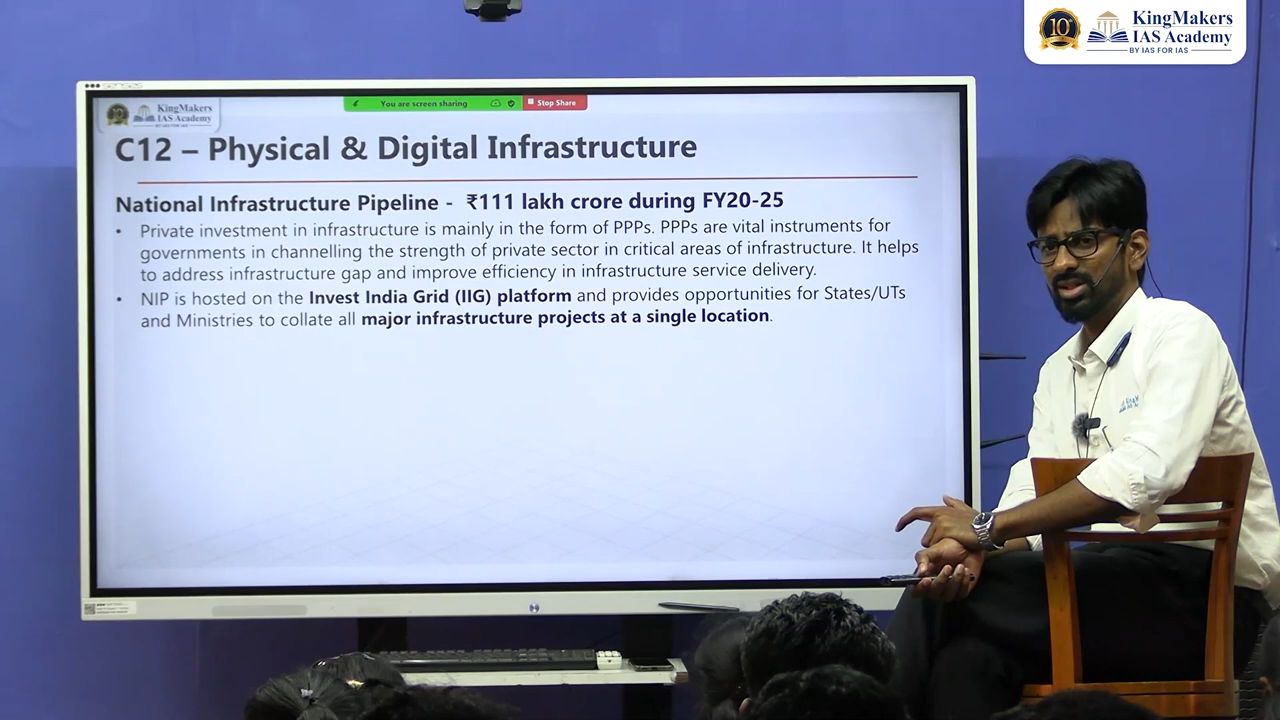 10
KingMakers
IAS Academy
BY IAS FOR IAS
KingMakers
IAS Academy
BY IAS FOR IAS
You are screen sharing
Stop Share
C12 – Physical & Digital Infrastructure
National Infrastructure Pipeline - ₹111 lakh crore during FY20-25
• Private investment in infrastructure is mainly in the form of PPPs. PPPs are vital instruments for
governments in channelling the strength of private sector in critical areas of infrastructure. It helps
to address infrastructure gap and improve efficiency in infrastructure service delivery.
• NIP is hosted on the Invest India Grid (IIG) platform and provides opportunities for States/UTs
and Ministries to collate all major infrastructure projects at a single location.